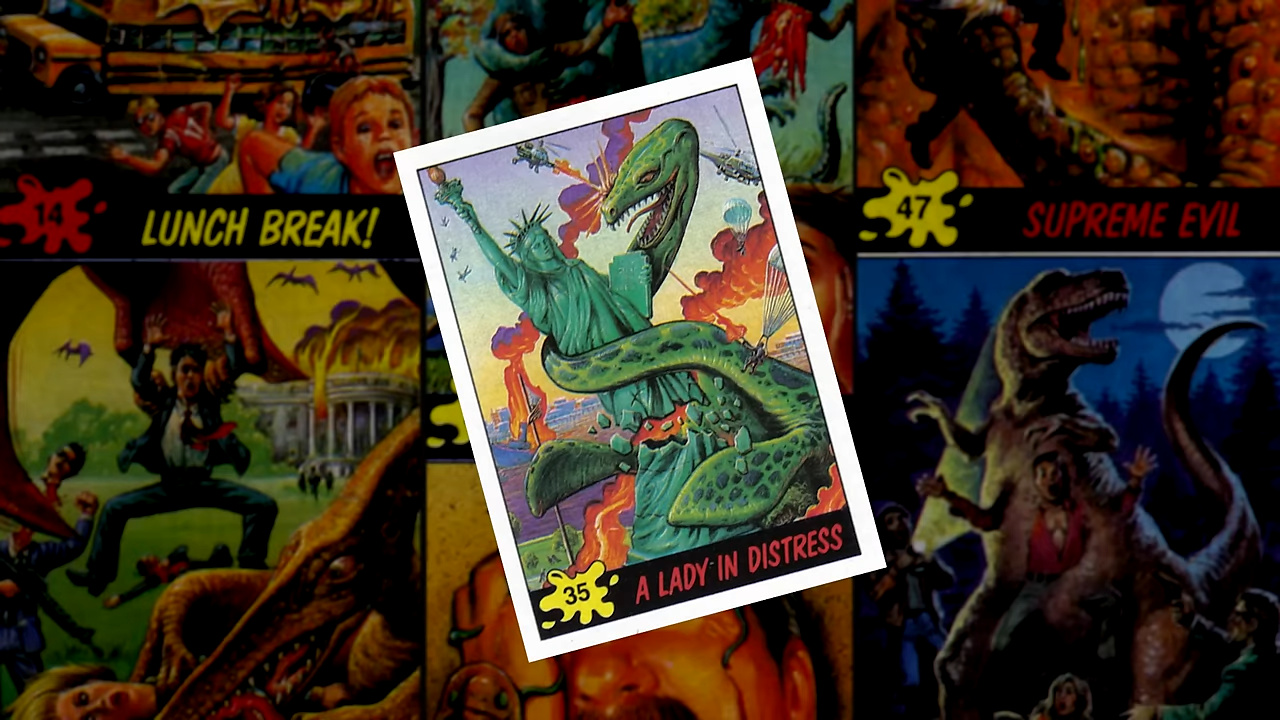 14
LUNCH BREAK!
47
SUPREME EVIL
35
A LADY IN DISTRESS